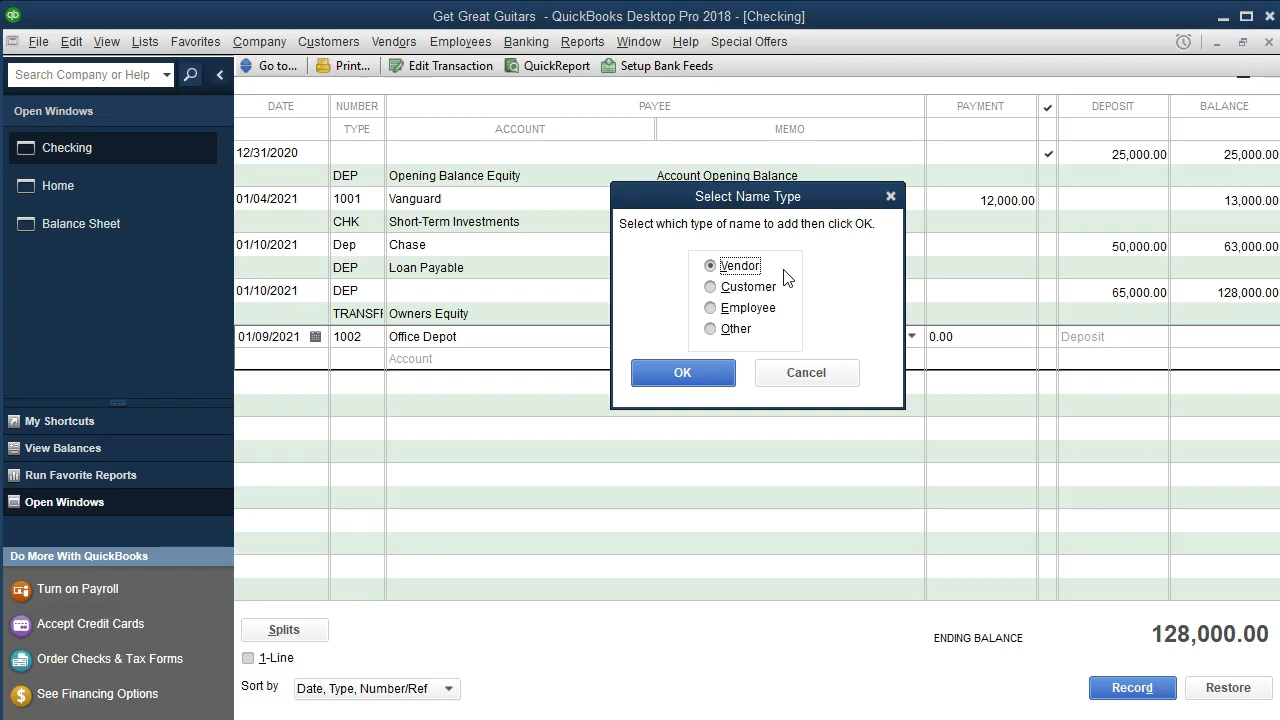 Get Great Guitars - QuickBooks Desktop Pro 2018 - [Checking]
File Edit View Lists Favorites Company Customers Vendors Employees Banking Reports Window Help Special Offers
Search Company or Help
Go to... Print... Edit Transaction QuickReport Setup Bank Feeds
Open Windows
Checking
Home
Balance Sheet
My Shortcuts
View Balances
Run Favorite Reports
Open Windows
Do More With QuickBooks
Turn on Payroll
Accept Credit Cards
Order Checks & Tax Forms
See Financing Options
DATE NUMBER PAYEE PAYMENT ✓ DEPOSIT BALANCE
TYPE ACCOUNT MEMO
12/31/2020 ✓ 25,000.00 25,000.00
DEP Opening Balance Equity Account Opening Balance
01/04/2021 1001 Vanguard 12,000.00 13,000.00
CHK Short-Term Investments
01/10/2021 Dep Chase 50,000.00 63,000.00
DEP Loan Payable
01/10/2021 DEP 65,000.00 128,000.00
TRANSFR Owners Equity
01/09/2021 1002 Office Depot 0.00 Deposit
Account
Select Name Type
Select which type of name to add then click OK.
Vendor
Customer
Employee
Other
OK Cancel
Splits
1-Line
Sort by Date, Type, Number/Ref
ENDING BALANCE 128,000.00
Record Restore